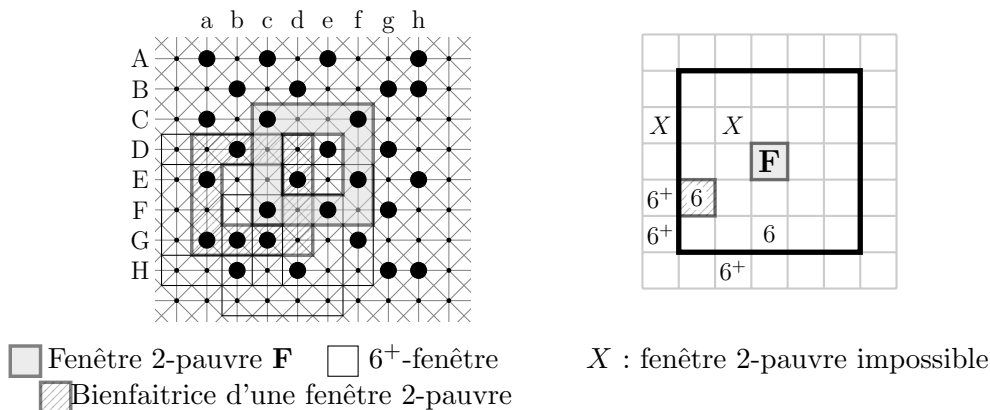 a b c d e f g h
A
B
C
D
E
F
G
H
X X
F
6⁺ 6
6⁺ 6
6⁺
Fenêtre 2-pauvre F 6⁺-fenêtre X : fenêtre 2-pauvre impossible
Bienfaitrice d'une fenêtre 2-pauvre